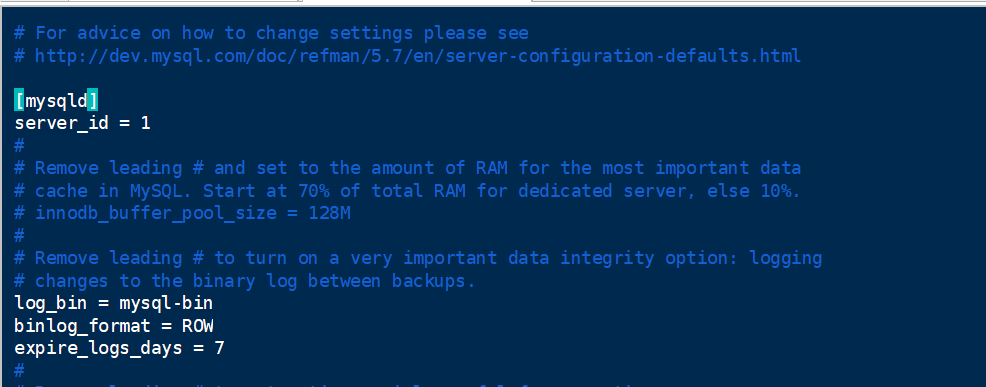 # For advice on how to change settings please see
# http://dev.mysql.com/doc/refman/5.7/en/server-configuration-defaults.html
[mysqld]
server_id = 1
#
# Remove leading # and set to the amount of RAM for the most important data
# cache in MySQL. Start at 70% of total RAM for dedicated server, else 10%.
# innodb_buffer_pool_size = 128M
#
# Remove leading # to turn on a very important data integrity option: logging
# changes to the binary log between backups.
log_bin = mysql-bin
binlog_format = ROW
expire_logs_days = 7
#